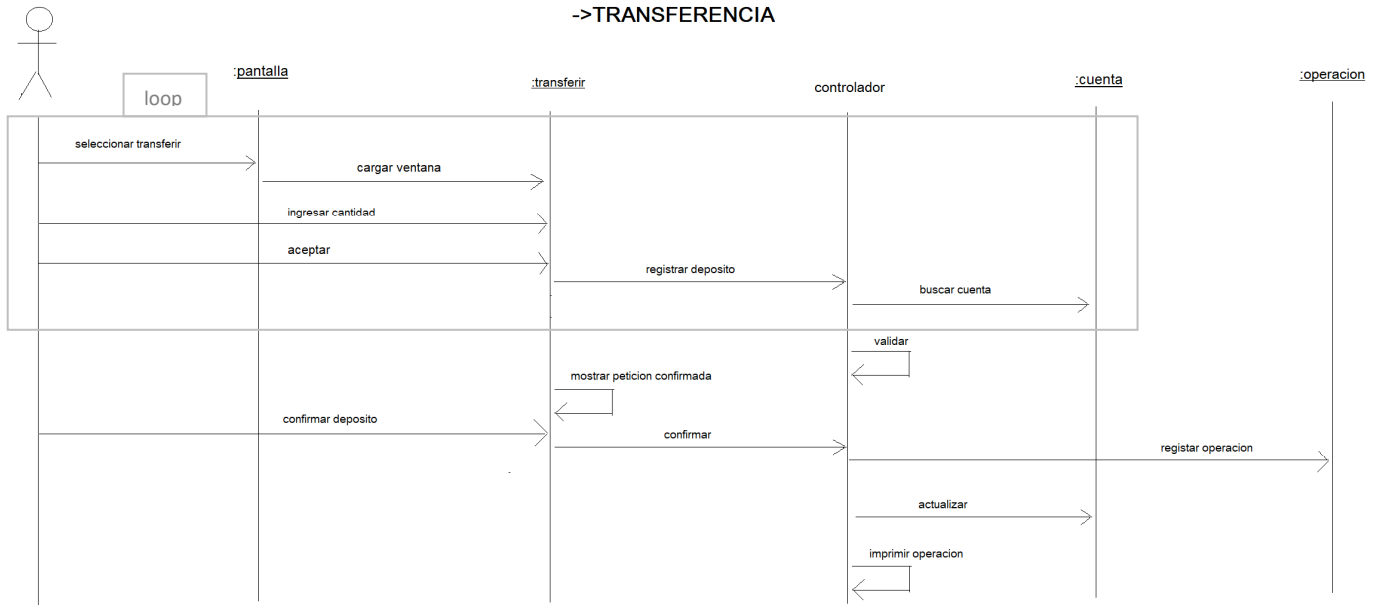 ->TRANSFERENCIA
:pantalla
:transferir
controlador
:cuenta
:operacion
loop
seleccionar transferir
cargar ventana
ingresar cantidad
aceptar
registrar deposito
buscar cuenta
validar
mostrar peticion confirmada
confirmar deposito
confirmar
registar operacion
actualizar
imprimir operacion